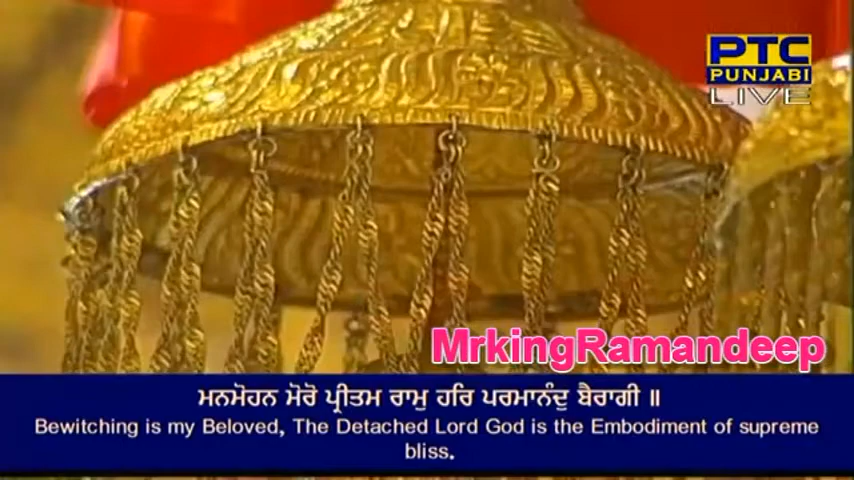 PTC
PUNJABI
LIVE
MrkingRamandeep
ਮਨਮੋਹਨ ਮੋਰੋ ਪ੍ਰੀਤਮ ਰਾਮੁ ਹਰਿ ਪਰਮਾਨੰਦੁ ਬੈਰਾਗੀ ॥
Bewitching is my Beloved, The Detached Lord God is the Embodiment of supreme
bliss.